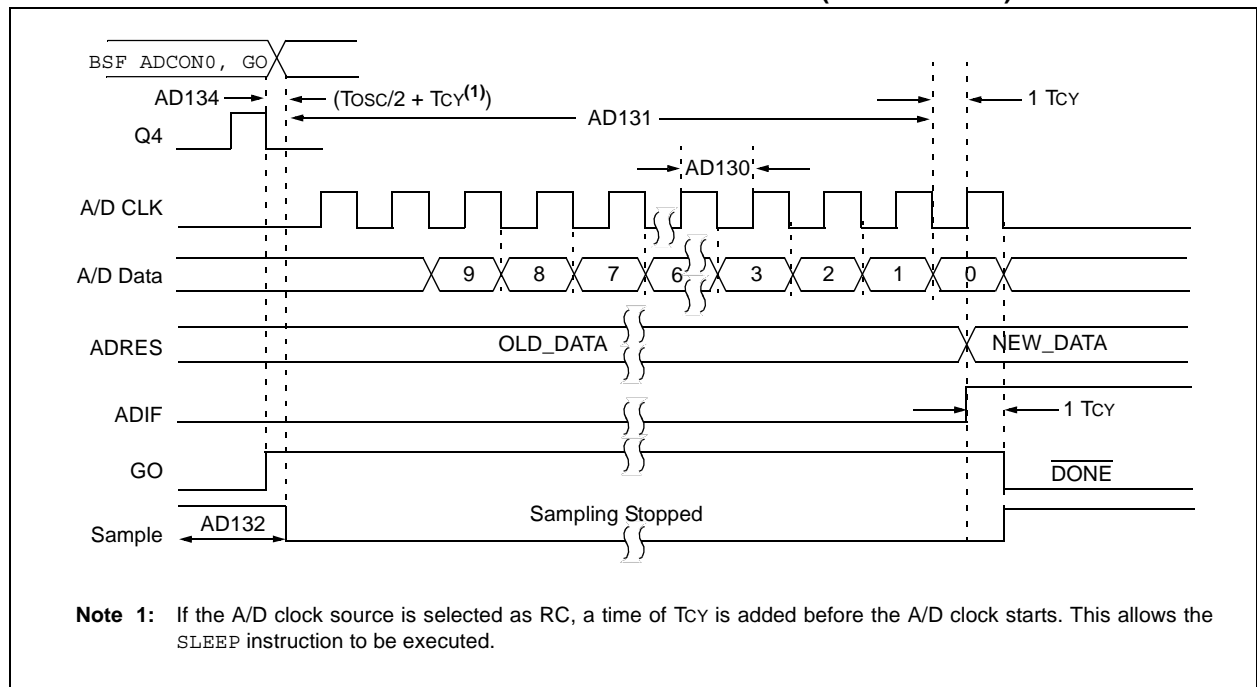 BSF ADCON0, GO
AD134 (TOSC/2 + TCY(1)) 1 TCY
AD131
Q4
AD130
A/D CLK
A/D Data 9 8 7 6 3 2 1 0
ADRES OLD_DATA NEW_DATA
ADIF 1 TCY
GO DONE
Sample AD132 Sampling Stopped
Note 1: If the A/D clock source is selected as RC, a time of TCY is added before the A/D clock starts. This allows the
SLEEP instruction to be executed.